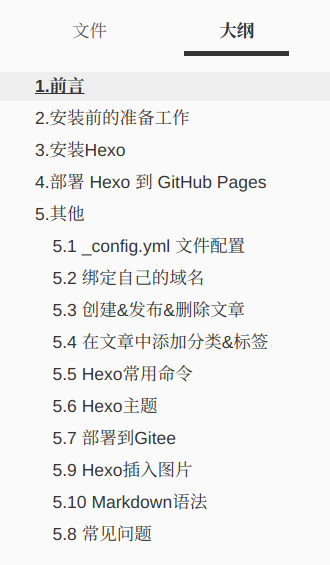 文件 大纲
1.前言
2.安装前的准备工作
3.安装Hexo
4.部署 Hexo 到 GitHub Pages
5.其他
5.1 _config.yml 文件配置
5.2 绑定自己的域名
5.3 创建&发布&删除文章
5.4 在文章中添加分类&标签
5.5 Hexo常用命令
5.6 Hexo主题
5.7 部署到Gitee
5.9 Hexo插入图片
5.10 Markdown语法
5.8 常见问题